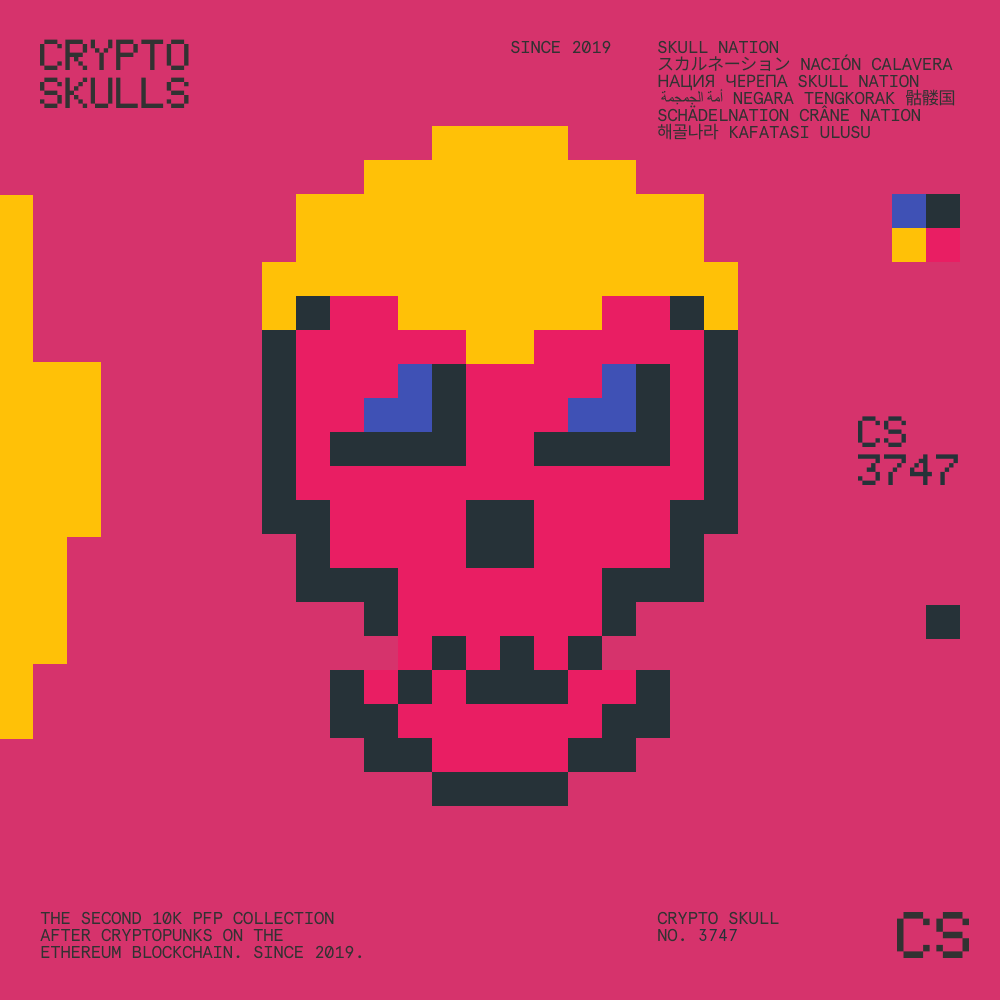 CRYPTO
SKULLS
SINCE 2019
SKULL NATION
スカルネーション NACIÓN CALAVERA
НАЦИЯ ЧЕРЕПА SKULL NATION
أمة الجمجمة NEGARA TENGKORAK 骷髅国
SCHÄDELNATION CRÂNE NATION
해골나라 KAFATASI ULUSU
CS
3747
THE SECOND 10K PFP COLLECTION
AFTER CRYPTOPUNKS ON THE
ETHEREUM BLOCKCHAIN. SINCE 2019.
CRYPTO SKULL
NO. 3747
CS